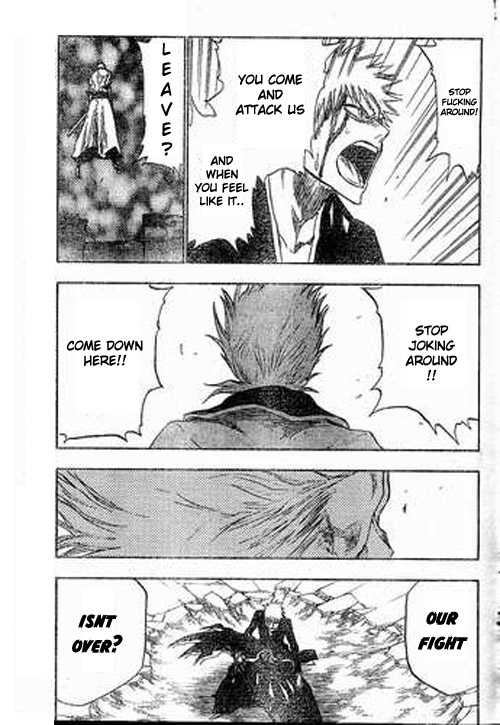 STOP
FUCKING
AROUND!
YOU COME
AND
ATTACK US
AND
WHEN
YOU FEEL
LIKE IT..
LEAVE?
STOP
JOKING
AROUND
!!
COME DOWN
HERE!!
OUR
FIGHT
ISNT
OVER?